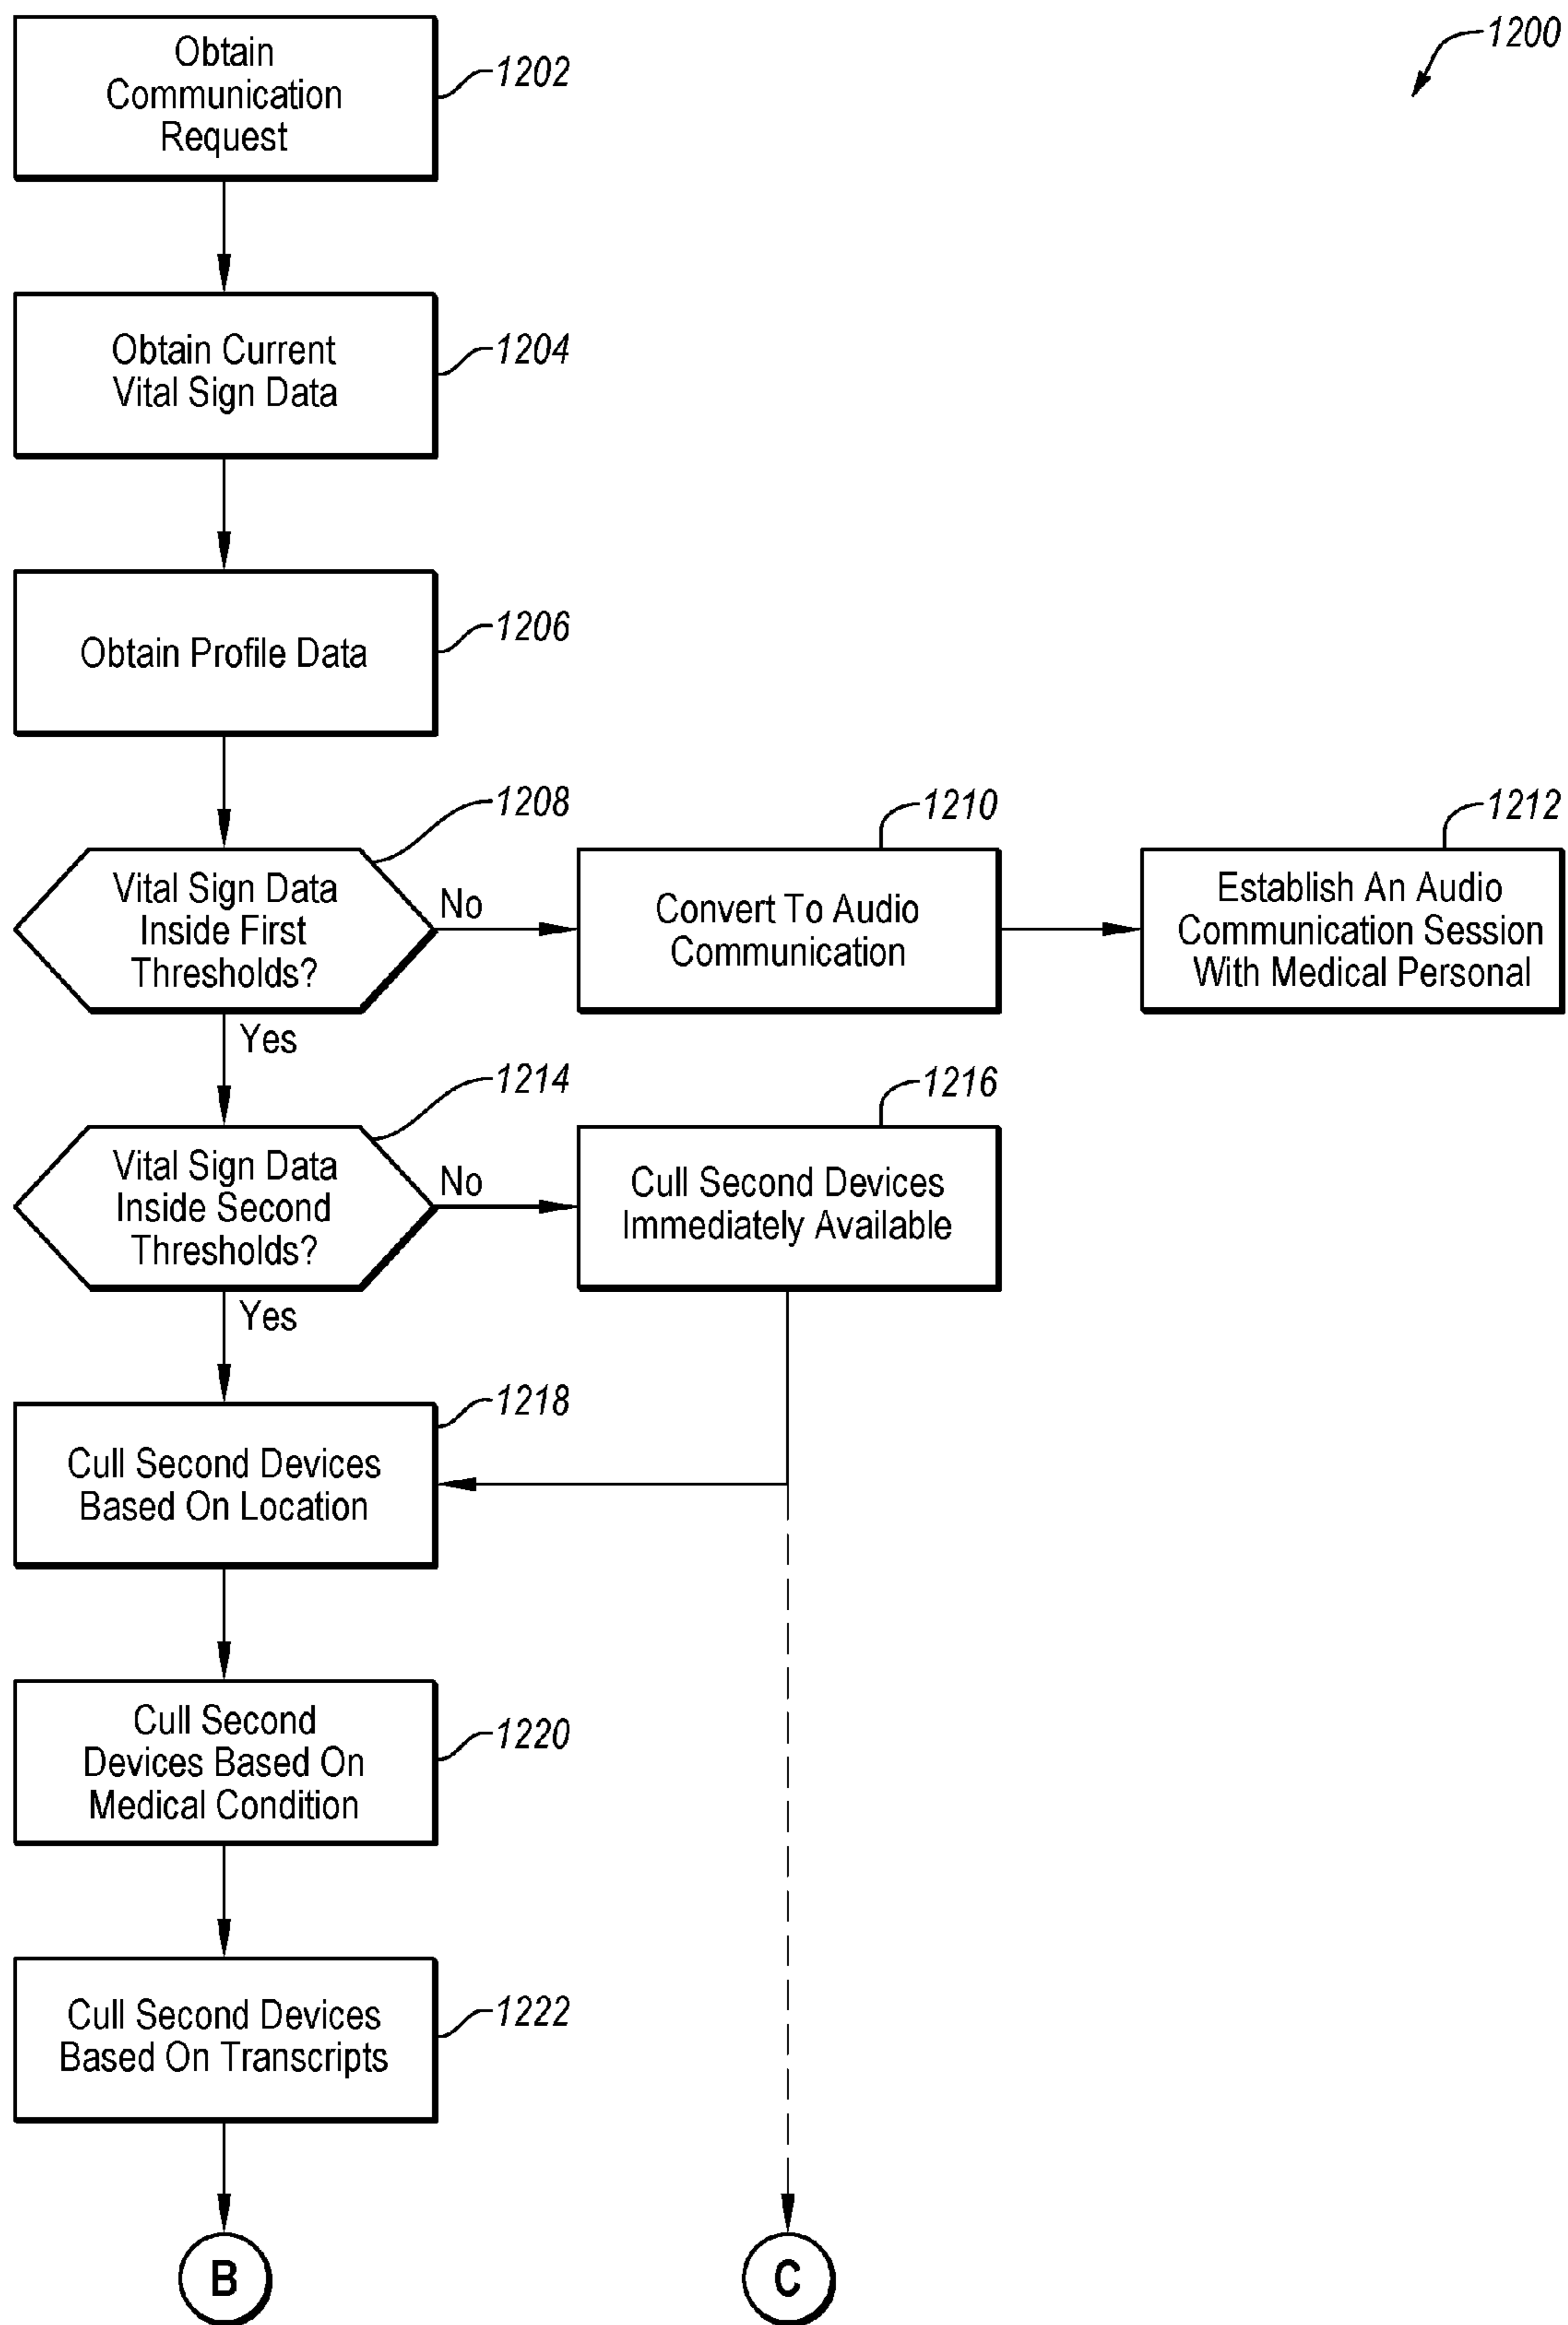 1200
Obtain
Communication
Request
1202
Obtain Current
Vital Sign Data
1204
Obtain Profile Data
1206
Vital Sign Data
Inside First
Thresholds?
1208
No
Yes
Convert To Audio
Communication
1210
Establish An Audio
Communication Session
With Medical Personal
1212
Vital Sign Data
Inside Second
Thresholds?
1214
No
Yes
Cull Second Devices
Immediately Available
1216
Cull Second Devices
Based On Location
1218
Cull Second
Devices Based On
Medical Condition
1220
Cull Second Devices
Based On Transcripts
1222
B
C